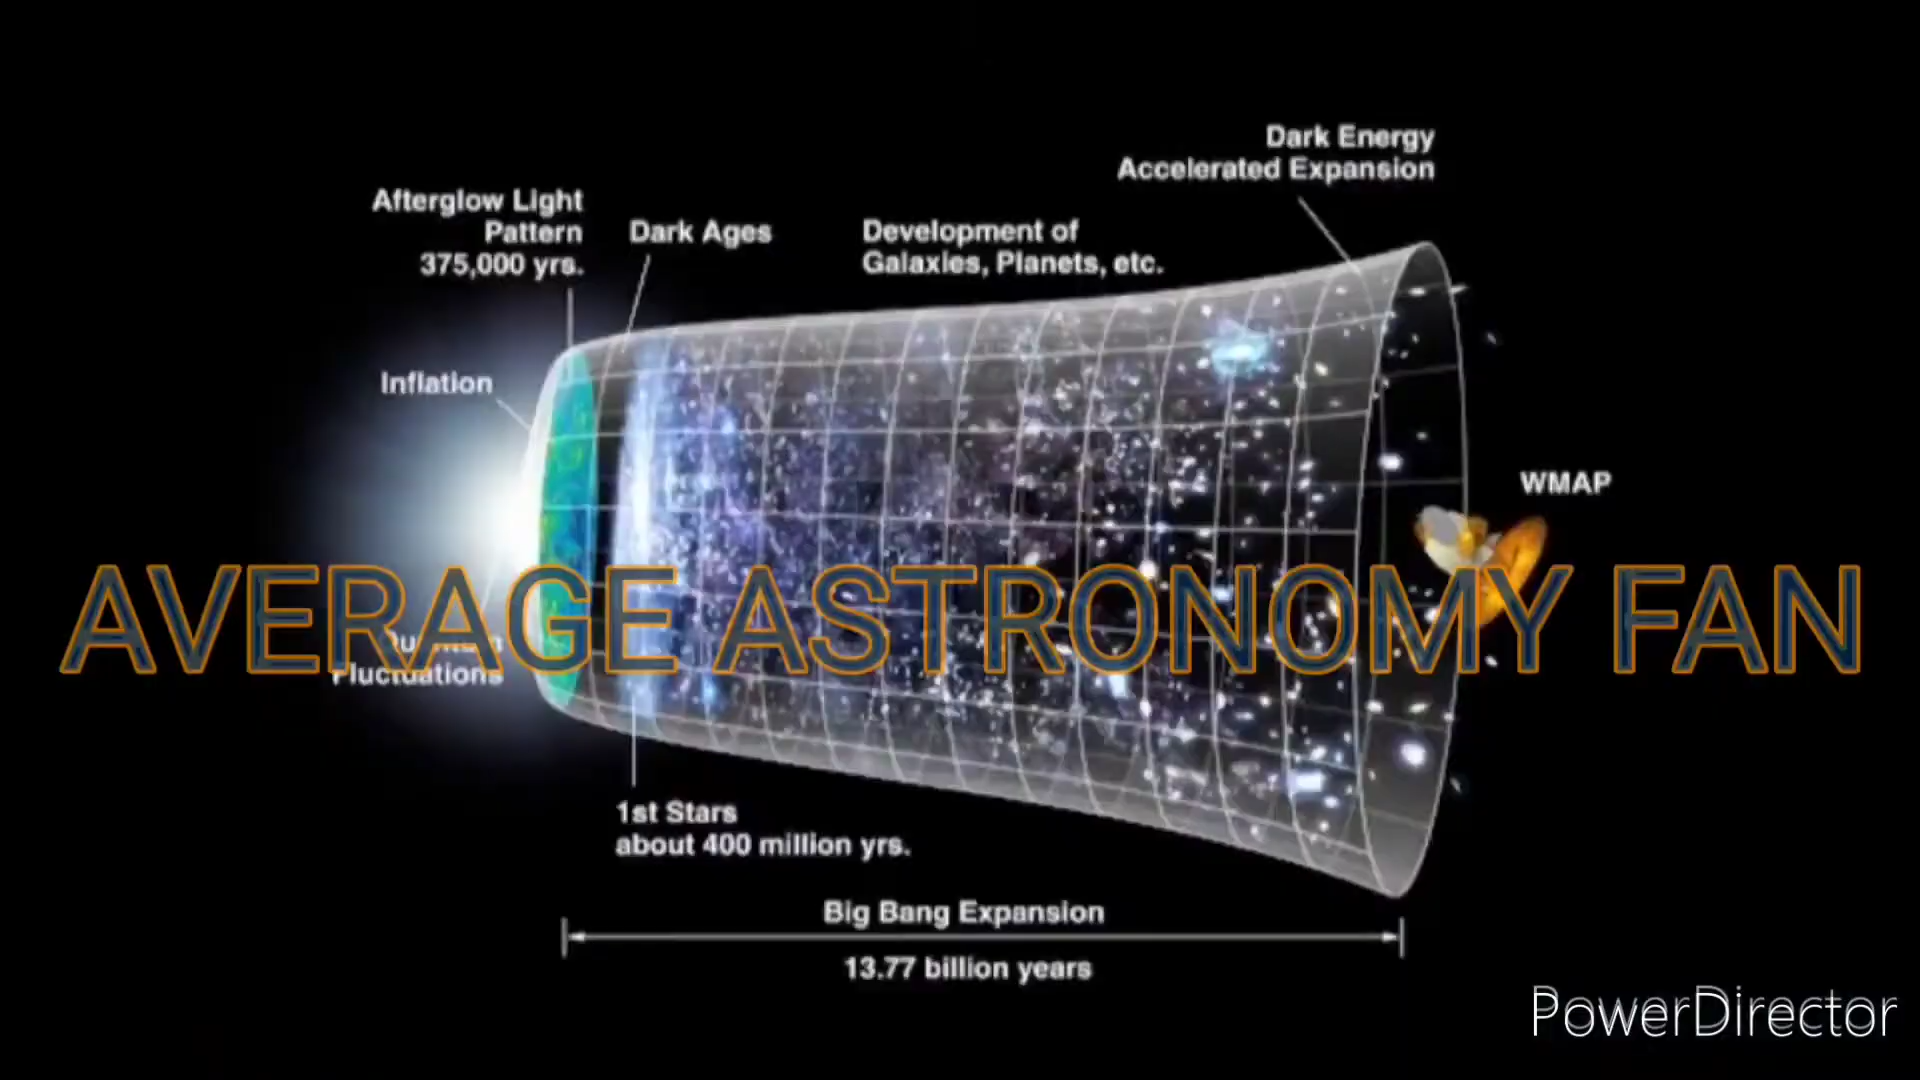 Dark Energy
Accelerated Expansion
Afterglow Light
Pattern
375,000 yrs.
Dark Ages
Development of
Galaxies, Planets, etc.
Inflation
WMAP
AVERAGE ASTRONOMY FAN
Fluctuations
1st Stars
about 400 million yrs.
Big Bang Expansion
13.77 billion years
PowerDirector